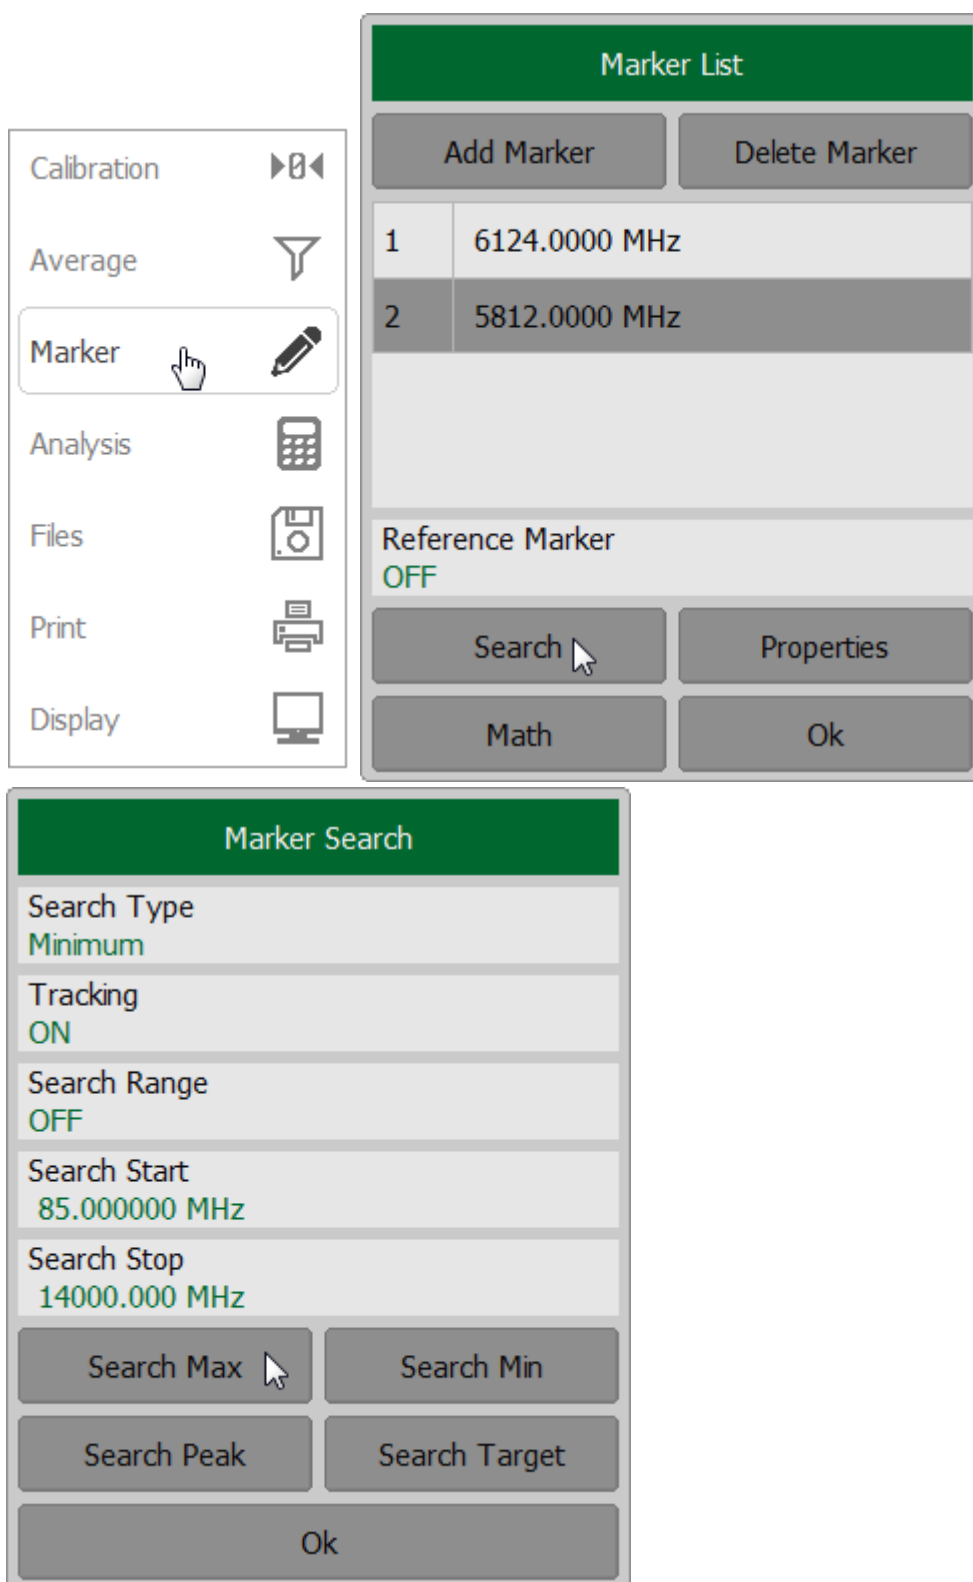 Calibration
Average
Marker
Analysis
Files
Print
Display
Marker List
Add Marker
Delete Marker
1 6124.0000 MHz
2 5812.0000 MHz
Reference Marker
OFF
Search
Properties
Math
Ok
Marker Search
Search Type
Minimum
Tracking
ON
Search Range
OFF
Search Start
85.000000 MHz
Search Stop
14000.000 MHz
Search Max
Search Min
Search Peak
Search Target
Ok